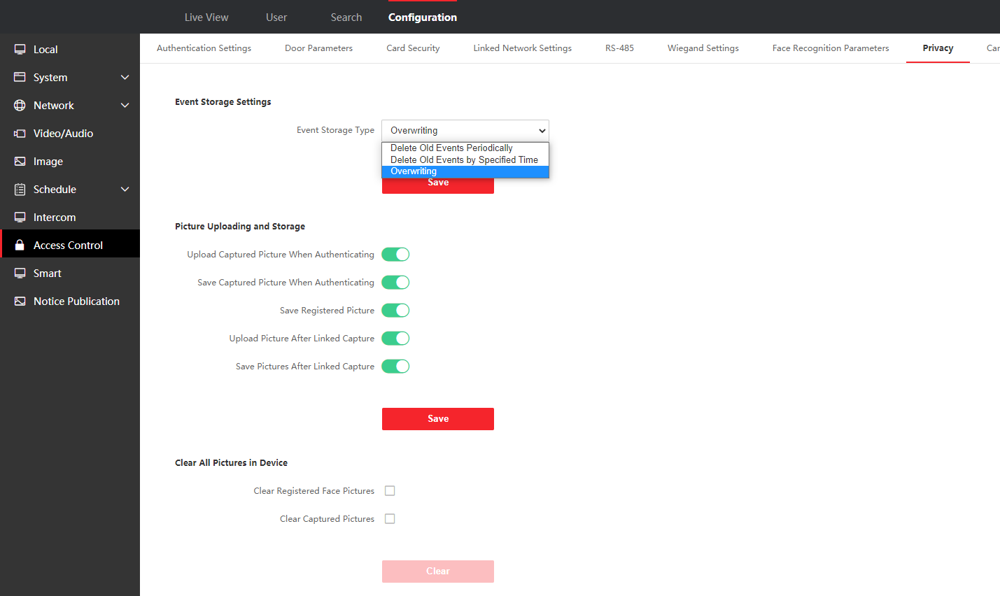 Live View User Search Configuration
Local
System
Network
Video/Audio
Image
Schedule
Intercom
Access Control
Smart
Notice Publication
Authentication Settings Door Parameters Card Security Linked Network Settings RS-485 Wiegand Settings Face Recognition Parameters Privacy
Event Storage Settings
Event Storage Type Overwriting
Delete Old Events Periodically
Delete Old Events by Specified Time
Overwriting
Save
Picture Uploading and Storage
Upload Captured Picture When Authenticating
Save Captured Picture When Authenticating
Save Registered Picture
Upload Picture After Linked Capture
Save Pictures After Linked Capture
Save
Clear All Pictures in Device
Clear Registered Face Pictures
Clear Captured Pictures
Clear